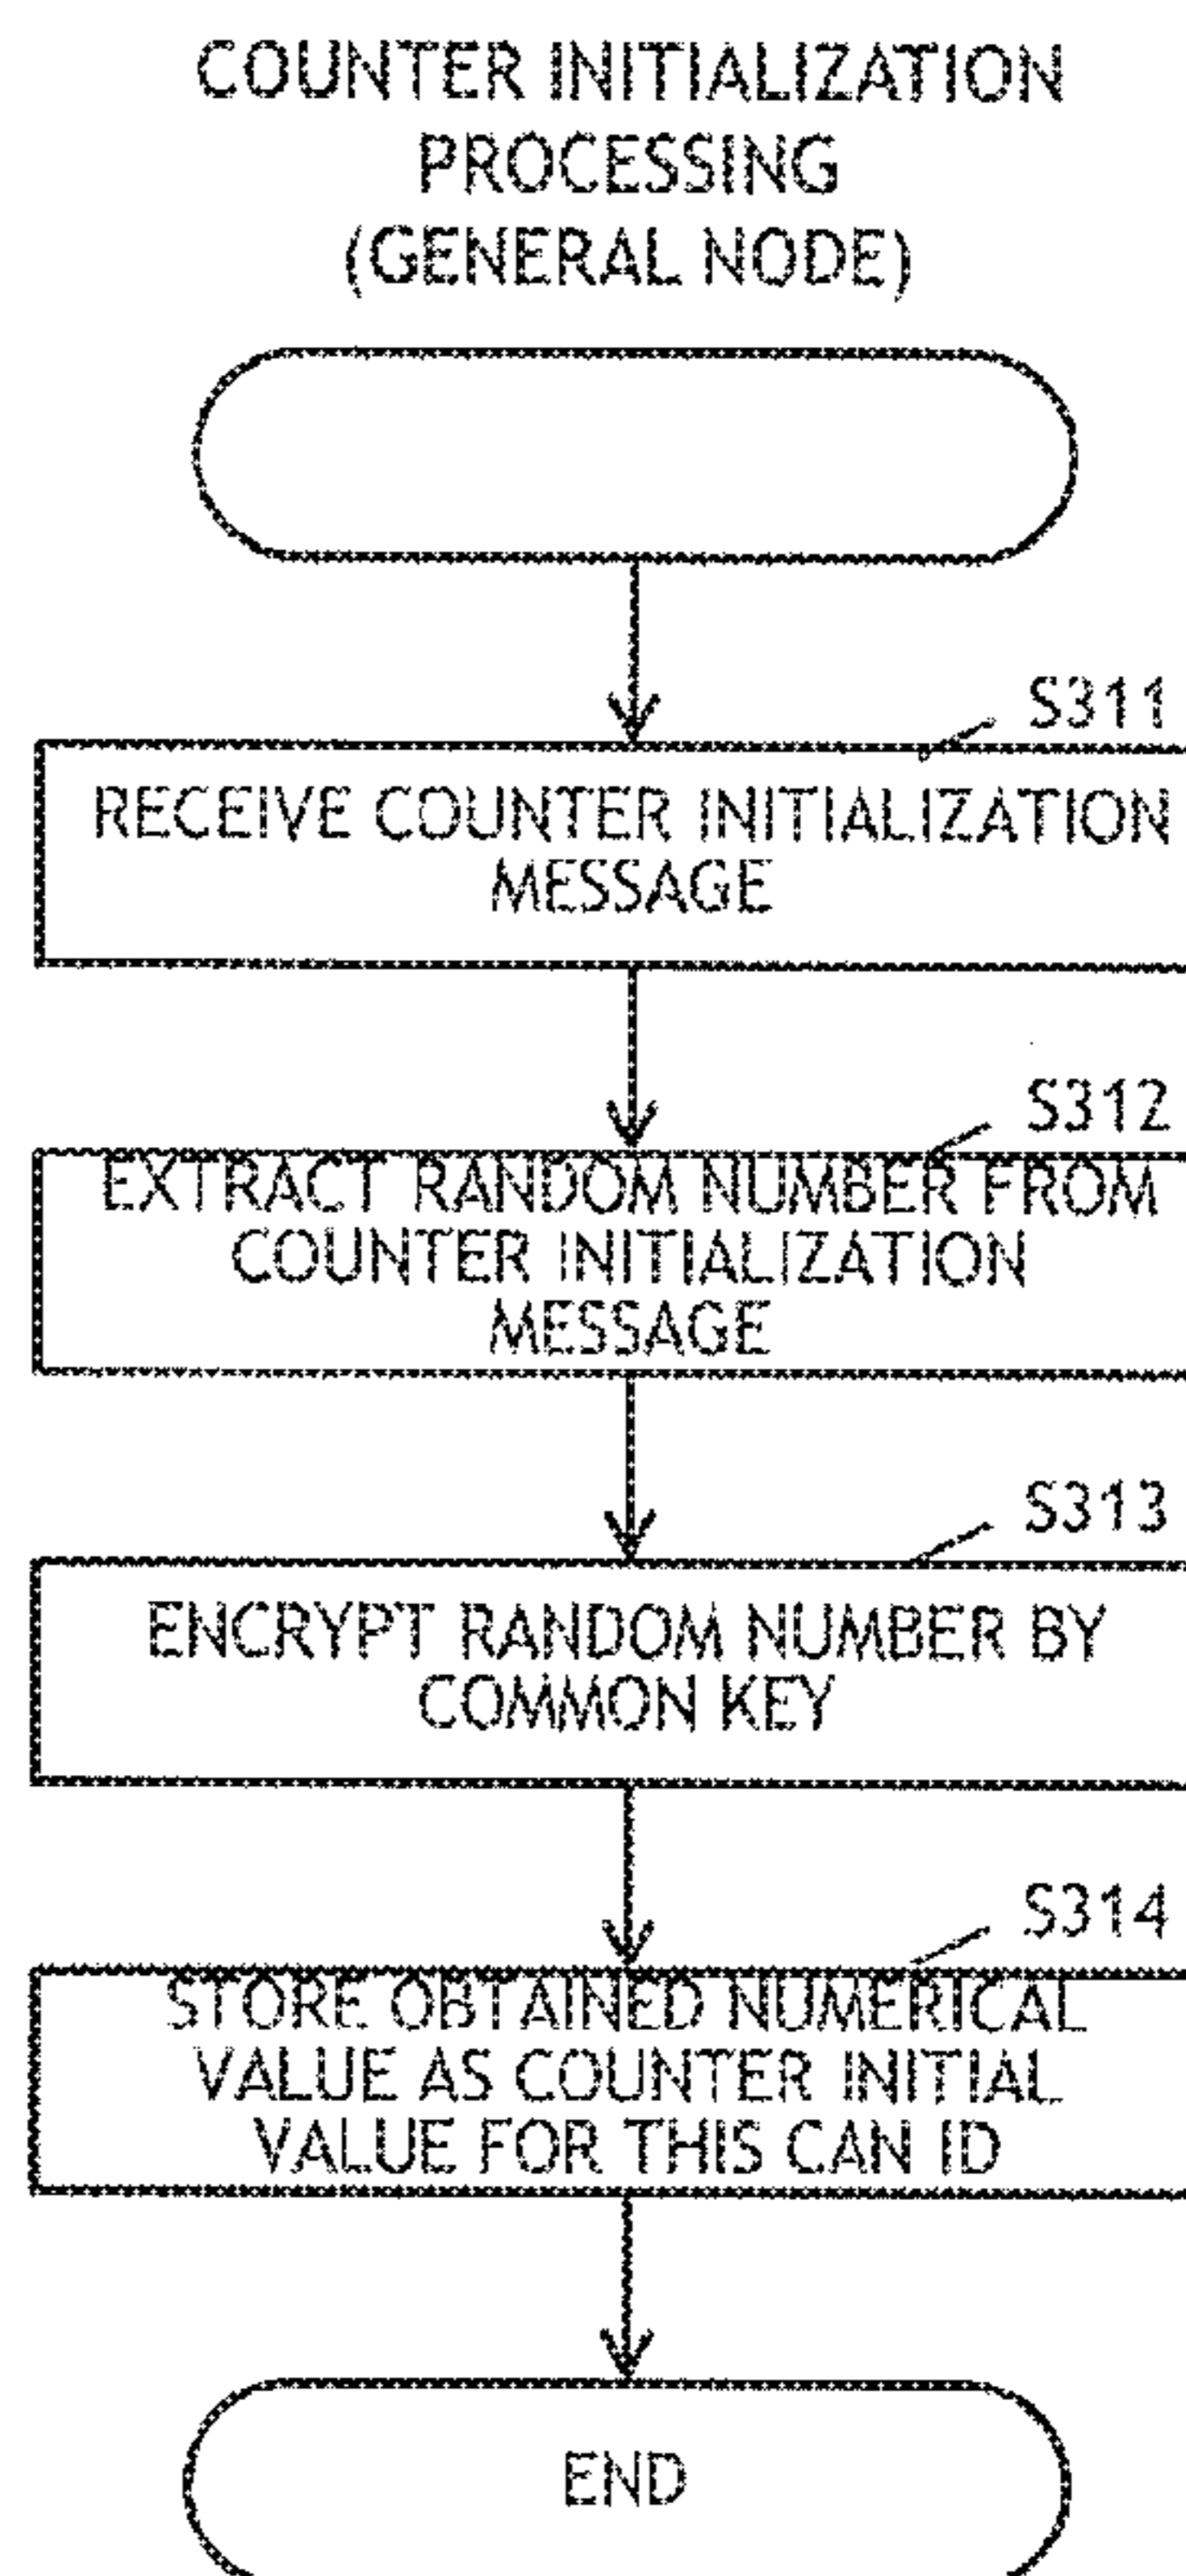 COUNTER INITIALIZATION
PROCESSING
(GENERAL NODE)
S311
RECEIVE COUNTER INITIALIZATION
MESSAGE
S312
EXTRACT RANDOM NUMBER FROM
COUNTER INITIALIZATION
MESSAGE
S313
ENCRYPT RANDOM NUMBER BY
COMMON KEY
S314
STORE OBTAINED NUMERICAL
VALUE AS COUNTER INITIAL
VALUE FOR THIS CAN ID
END